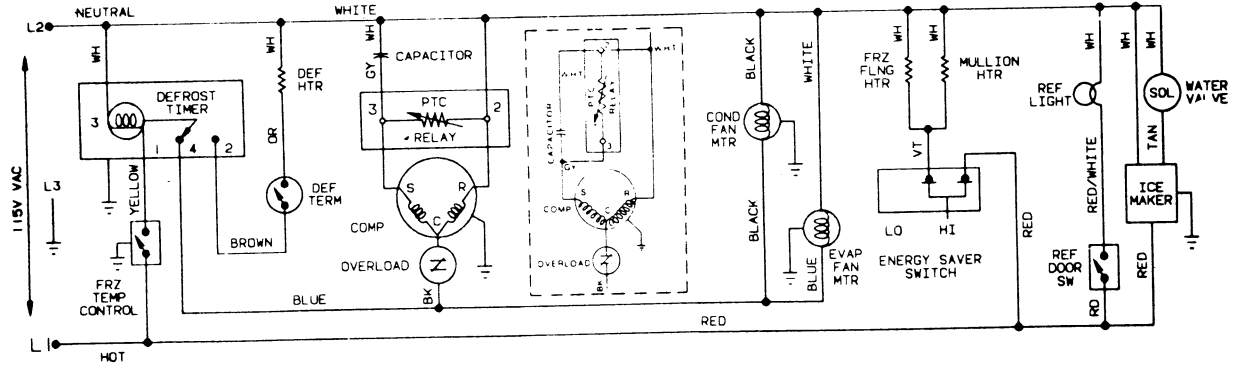 L2
NEUTRAL
WHITE
115V VAC
L3
L1
HOT
WH
DEFROST
TIMER
3
1
4
2
YELLOW
FRZ
TEMP
CONTROL
BROWN
WH
DEF
HTR
OR
DEF
TERM
WH
CAPACITOR
GY
3
PTC
RELAY
2
S
R
C
COMP
OVERLOAD
BK
BLUE
RED
WHT
WHT
2
PTC
RELAY
3
CAPACITOR
GY
S
R
C
COMP
OVERLOAD
BK
BLACK
COND
FAN
MTR
BLACK
WHITE
EVAP
FAN
MTR
BLUE
WH
WH
FRZ
FLNG
HTR
MULLION
HTR
VT
LO
HI
ENERGY SAVER
SWITCH
RED
WH
REF
LIGHT
RED/WHITE
REF
DOOR
SW
RD
WH
WH
SOL
WATER
VALVE
TAN
ICE
MAKER
RED